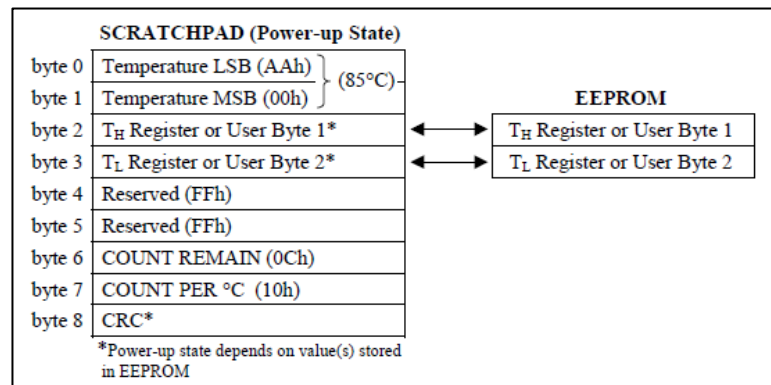 SCRATCHPAD (Power-up State)
byte 0 Temperature LSB (AAh)
(85°C)
byte 1 Temperature MSB (00h)
EEPROM
byte 2 TH Register or User Byte 1*
TH Register or User Byte 1
byte 3 TL Register or User Byte 2*
TL Register or User Byte 2
byte 4 Reserved (FFh)
byte 5 Reserved (FFh)
byte 6 COUNT REMAIN (0Ch)
byte 7 COUNT PER °C (10h)
byte 8 CRC*
*Power-up state depends on value(s) stored
in EEPROM